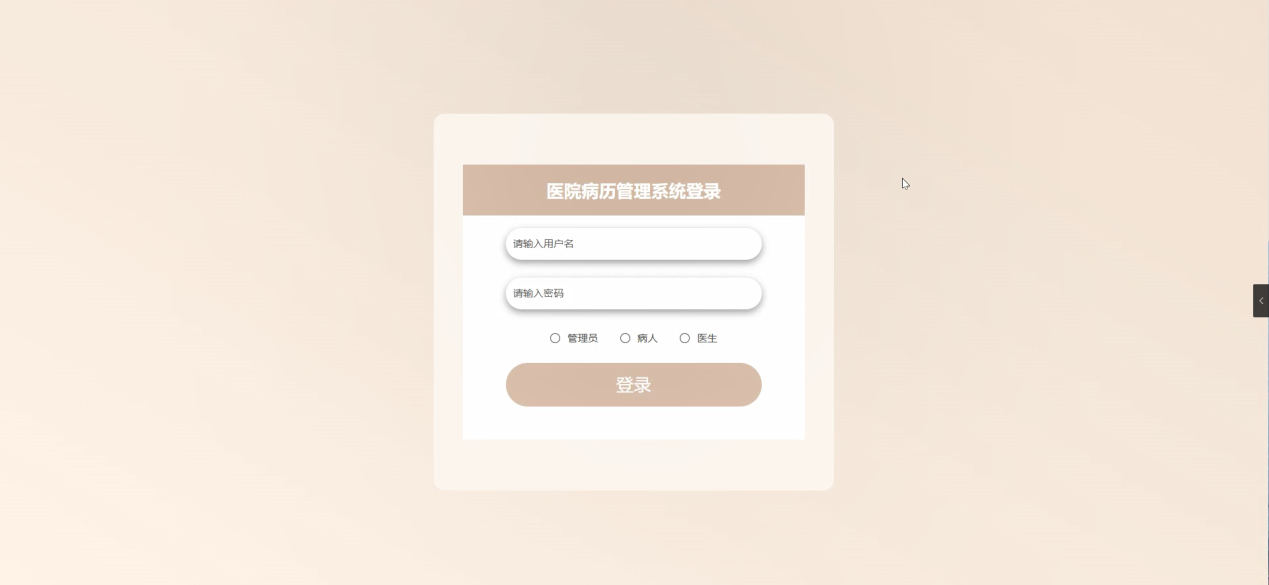 医院病历管理系统登录
请输入用户名
请输入密码
管理员 病人 医生
登录